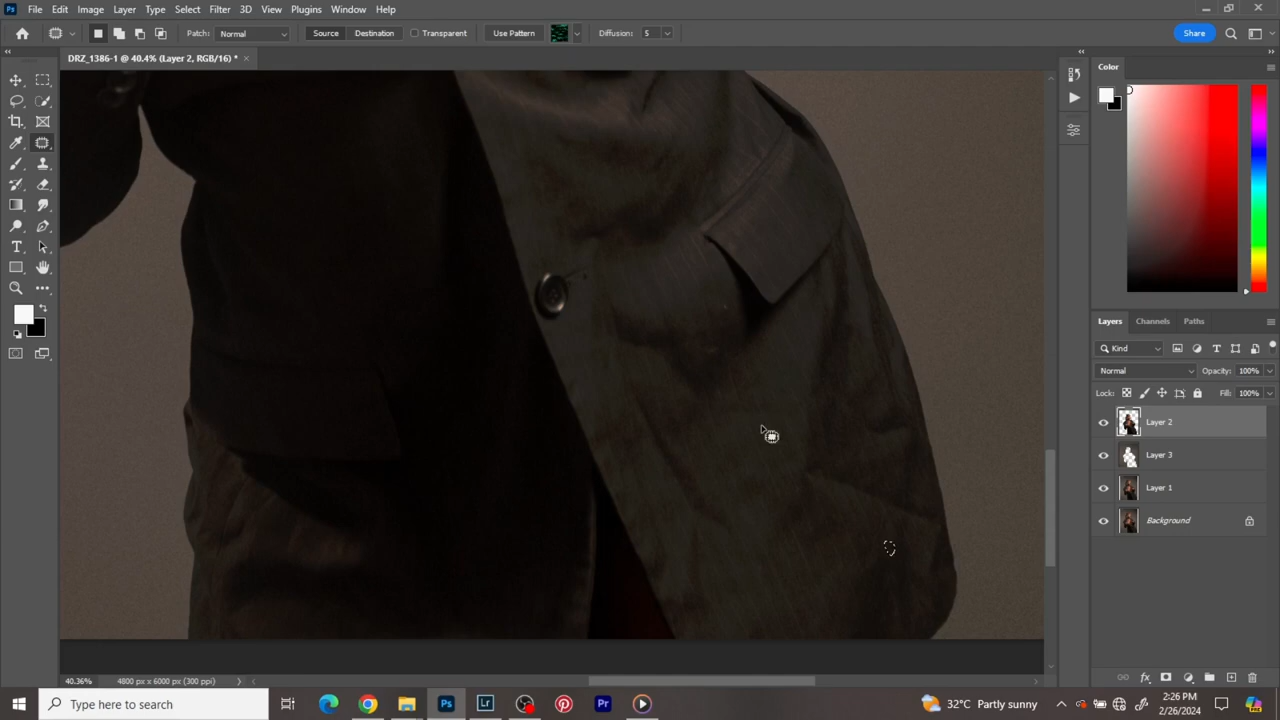 Ps File Edit Image Layer Type Select Filter 3D View Plugins Window Help
Patch: Normal Source Destination Transparent Use Pattern Diffusion: 5 Share
DRZ_1386-1 @ 40.4% (Layer 2, RGB/16) * ×
Color
Layers Channels Paths
Kind
Normal Opacity: 100%
Lock: Fill: 100%
Layer 2
Layer 3
Layer 1
Background
40.36% 4800 px x 6000 px (300 ppi)
Type here to search
Ps Lr Pr
32°C Partly sunny
2:26 PM
2/26/2024